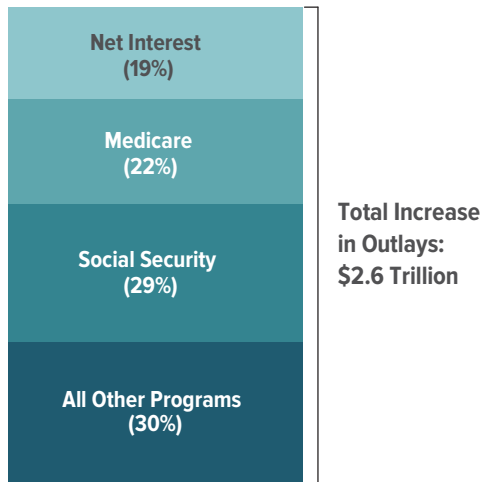 Net Interest
(19%)
Medicare
(22%)
Social Security
(29%)
All Other Programs
(30%)
Total Increase
in Outlays:
$2.6 Trillion